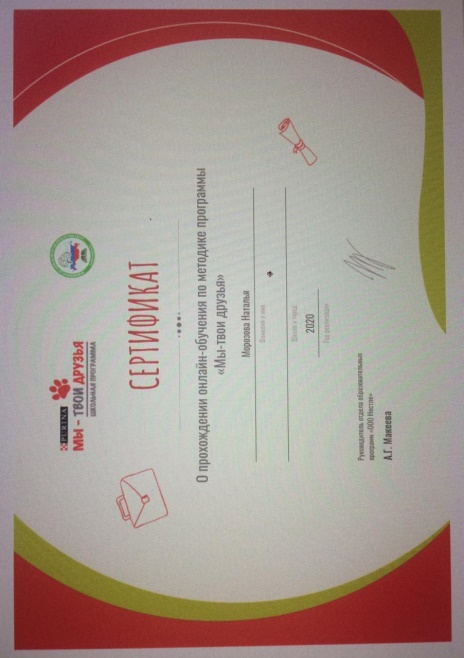 PURINA
МЫ – ТВОИ ДРУЗЬЯ
ШКОЛЬНАЯ ПРОГРАММА
СЕРТИФИКАТ
О прохождении онлайн-обучения по методике программы
«Мы-твои друзья»
Морозова Наталья
Фамилия и имя
Школа и город
2020
Год реализации
Руководитель отдела образовательных
программ «ООО Нестле»
А.Г. Макеева